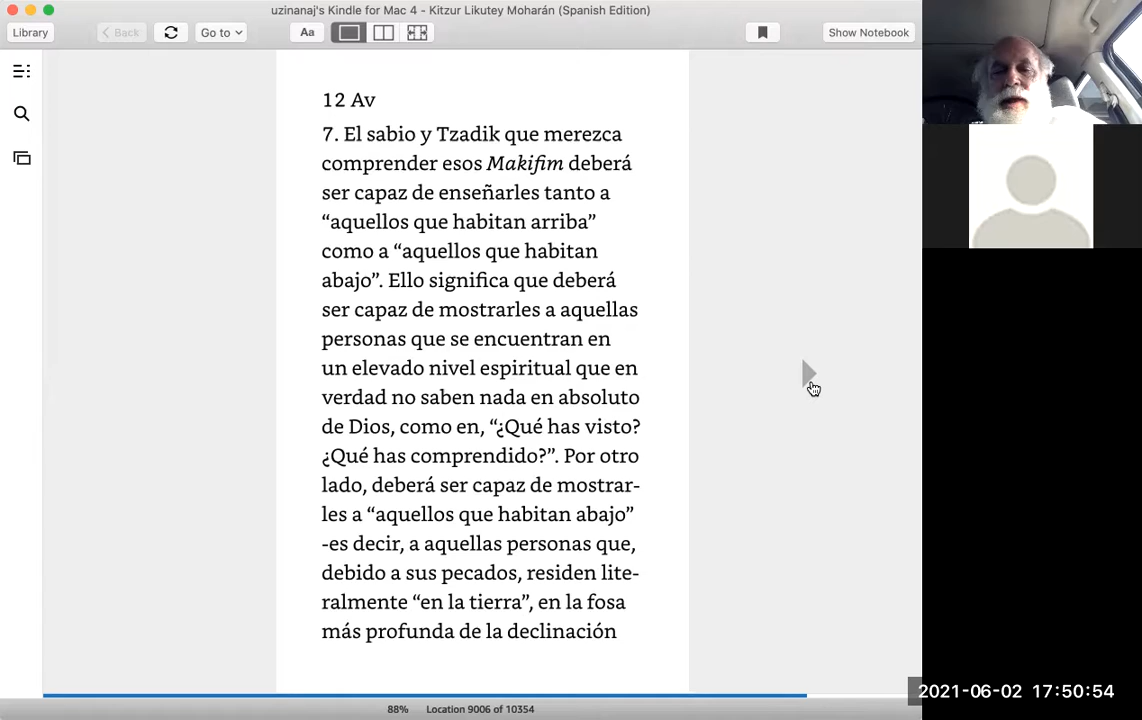 uzinanaj's Kindle for Mac 4 - Kitzur Likutey Moharán (Spanish Edition)
Library
Back
Go to
Aa
Show Notebook
12 Av
7. El sabio y Tzadik que merezca
comprender esos Makifim deberá
ser capaz de enseñarles tanto a
“aquellos que habitan arriba”
como a “aquellos que habitan
abajo”. Ello significa que deberá
ser capaz de mostrarles a aquellas
personas que se encuentran en
un elevado nivel espiritual que en
verdad no saben nada en absoluto
de Dios, como en, “¿Qué has visto?
¿Qué has comprendido?”. Por otro
lado, deberá ser capaz de mostrar-
les a “aquellos que habitan abajo”
-es decir, a aquellas personas que,
debido a sus pecados, residen lite-
ralmente “en la tierra”, en la fosa
más profunda de la declinación
88% Location 9006 of 10354
2021-06-02 17:50:54